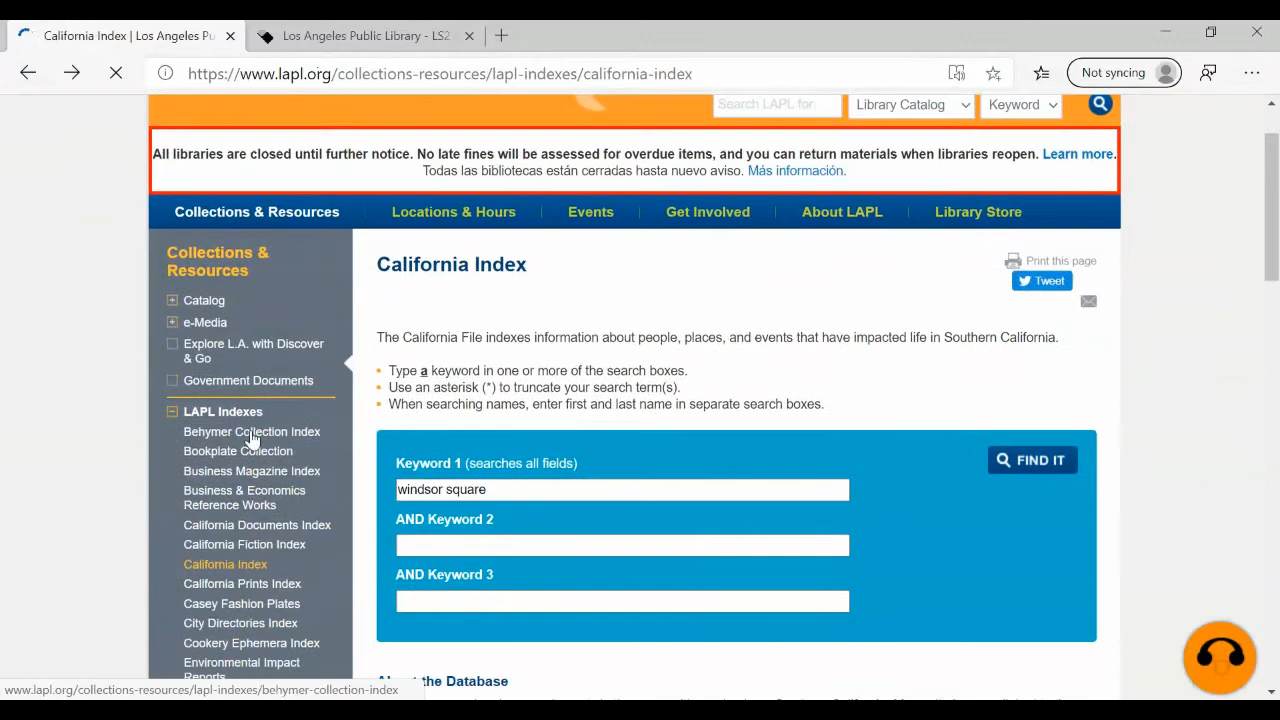 California Index | Los Angeles Pu
Los Angeles Public Library - LS2
https://www.lapl.org/collections-resources/lapl-indexes/california-index
Not syncing
Search LAPL for:
Library Catalog
Keyword
All libraries are closed until further notice. No late fines will be assessed for overdue items, and you can return materials when libraries reopen. Learn more.
Todas las bibliotecas están cerradas hasta nuevo aviso. Más información.
Collections & Resources
Locations & Hours
Events
Get Involved
About LAPL
Library Store
Collections &
Resources
Catalog
e-Media
Explore L.A. with Discover
& Go
Government Documents
LAPL Indexes
Behymer Collection Index
Bookplate Collection
Business Magazine Index
Business & Economics
Reference Works
California Documents Index
California Fiction Index
California Index
California Prints Index
Casey Fashion Plates
City Directories Index
Cookery Ephemera Index
Environmental Impact
Reports
California Index
Print this page
Tweet
The California File indexes information about people, places, and events that have impacted life in Southern California.
Type a keyword in one or more of the search boxes.
Use an asterisk (*) to truncate your search term(s).
When searching names, enter first and last name in separate search boxes.
Keyword 1 (searches all fields)
FIND IT
windsor square
AND Keyword 2
AND Keyword 3
About the Database
www.lapl.org/collections-resources/lapl-indexes/behymer-collection-index